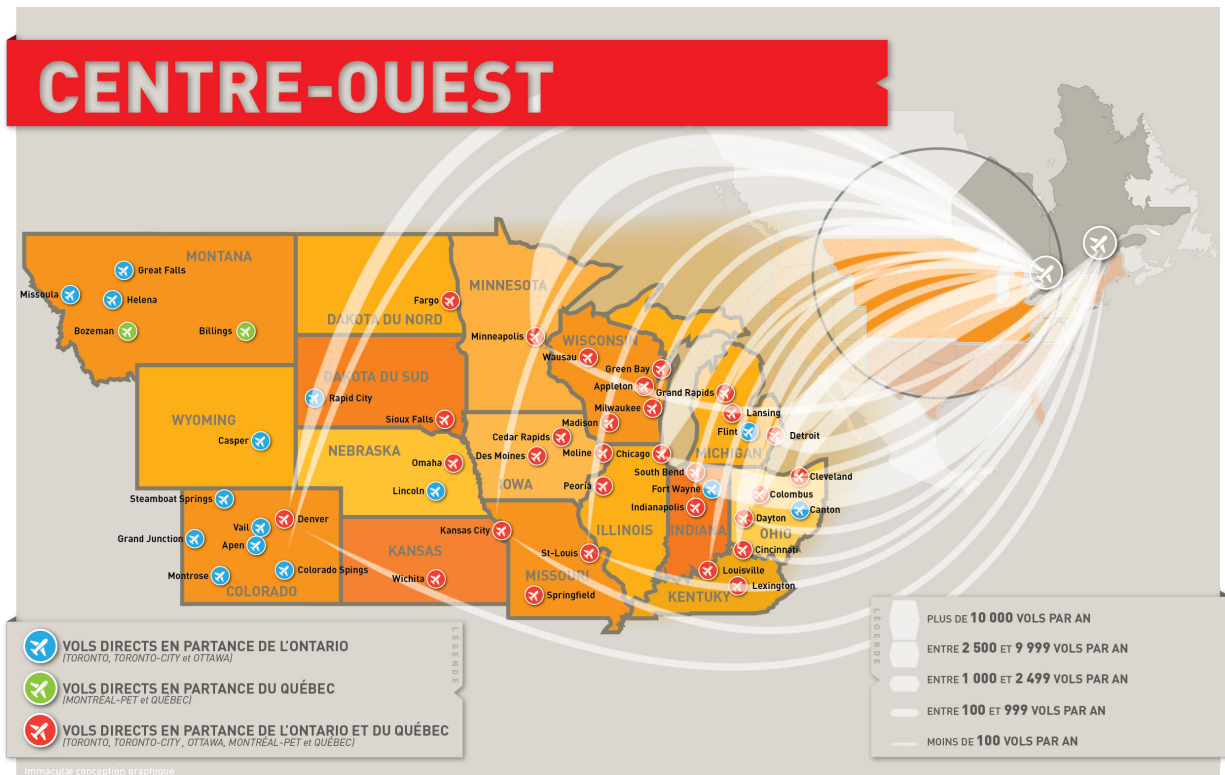 CENTRE-OUEST
MONTANA
Great Falls
Missoula
Helena
Bozeman
Billings
DAKOTA DU NORD
Fargo
MINNESOTA
Minneapolis
WISCONSIN
Wausau
Green Bay
Appleton
Milwaukee
Madison
Grand Rapids
Lansing
Flint
Detroit
MICHIGAN
DAKOTA DU SUD
Rapid City
Sioux Falls
WYOMING
Casper
NEBRASKA
Omaha
Lincoln
Cedar Rapids
Des Moines
IOWA
Moline
Chicago
Peoria
ILLINOIS
South Bend
Fort Wayne
Indianapolis
INDIANA
Cleveland
Colombus
Canton
Dayton
OHIO
Cincinnati
Steamboat Springs
Vail
Denver
Grand Junction
Apen
Montrose
Colorado Spings
COLORADO
KANSAS
Kansas City
Wichita
St-Louis
MISSOURI
Springfield
Louisville
Lexington
KENTUKY
LÉGENDE
VOLS DIRECTS EN PARTANCE DE L'ONTARIO
(TORONTO, TORONTO-CITY et OTTAWA)
VOLS DIRECTS EN PARTANCE DU QUÉBEC
(MONTRÉAL-PET et QUÉBEC)
VOLS DIRECTS EN PARTANCE DE L'ONTARIO ET DU QUÉBEC
(TORONTO, TORONTO-CITY , OTTAWA, MONTRÉAL-PET et QUÉBEC)
LÉGENDE
PLUS DE 10 000 VOLS PAR AN
ENTRE 2 500 ET 9 999 VOLS PAR AN
ENTRE 1 000 ET 2 499 VOLS PAR AN
ENTRE 100 ET 999 VOLS PAR AN
MOINS DE 100 VOLS PAR AN
Immaculæ conception graphique